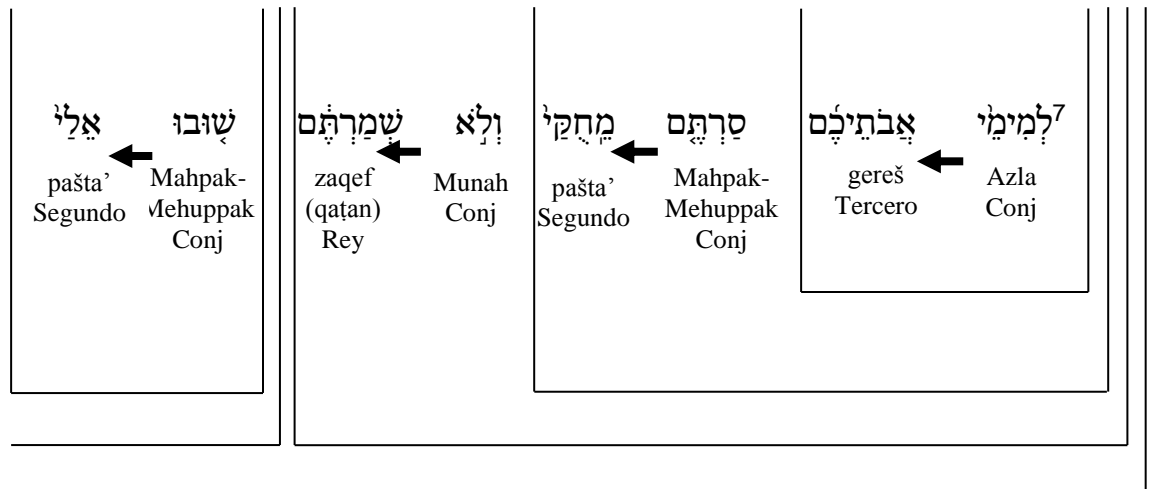 7לְמִימֵ֨י אֲבֹתֵיכֶ֜ם סַרְתֶּ֤ם מֵֽחֻקַּי֙ וְלֹ֣א שְׁמַרְתֶּ֔ם שׁ֤וּבוּ אֵלַי֙
Azla
Conj
gereš
Tercero
Mahpak-
Mehuppak
Conj
pašta’
Segundo
Munah
Conj
zaqef
(qaṭan)
Rey
Mahpak-
Mehuppak
Conj
pašta’
Segundo